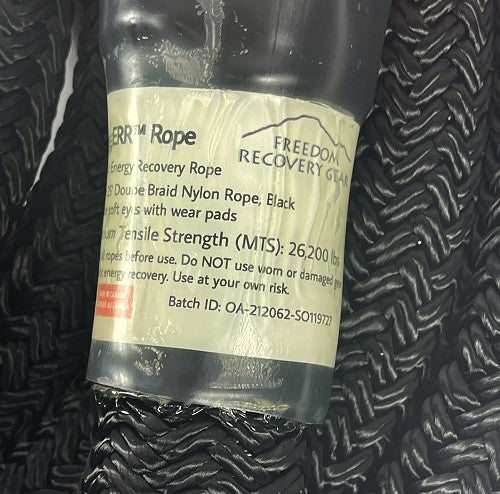 ERR™ Rope
FREEDOM
RECOVERY GEAR
Energy Recovery Rope
Double Braid Nylon Rope, Black
soft eyes with wear pads
Tensile Strength (MTS): 26,200 lbs
ropes before use. Do NOT use worn or damaged gear
energy recovery. Use at your own risk.
Batch ID: OA-212062-SO119727